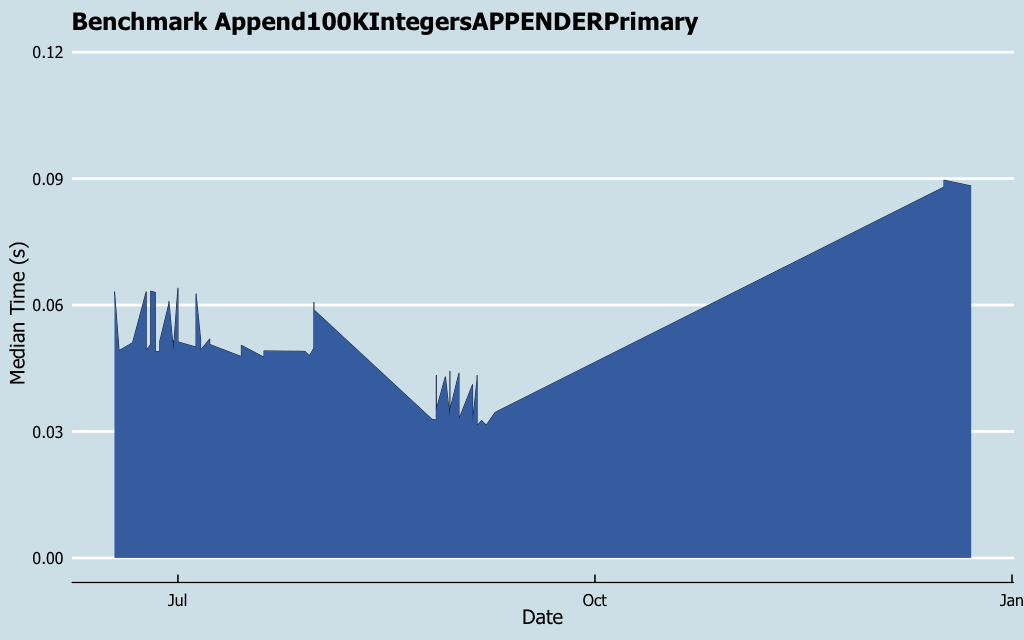 Benchmark Append100KIntegersAPPENDERPrimary
0.12
0.09
0.06
0.03
0.00
Median Time (s)
Jul
Oct
Jan
Date